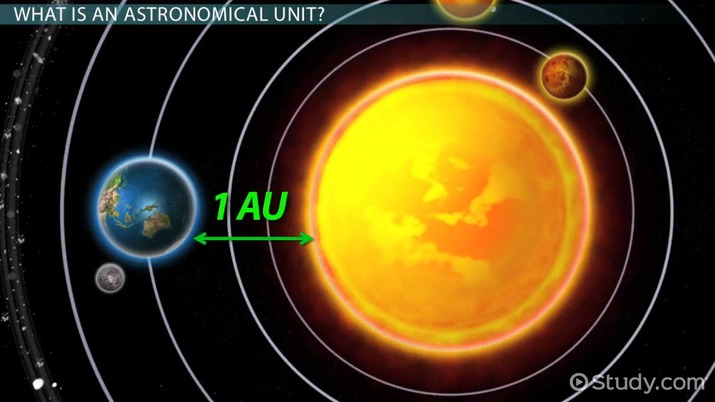 WHAT IS AN ASTRONOMICAL UNIT?
1 AU
Study.com